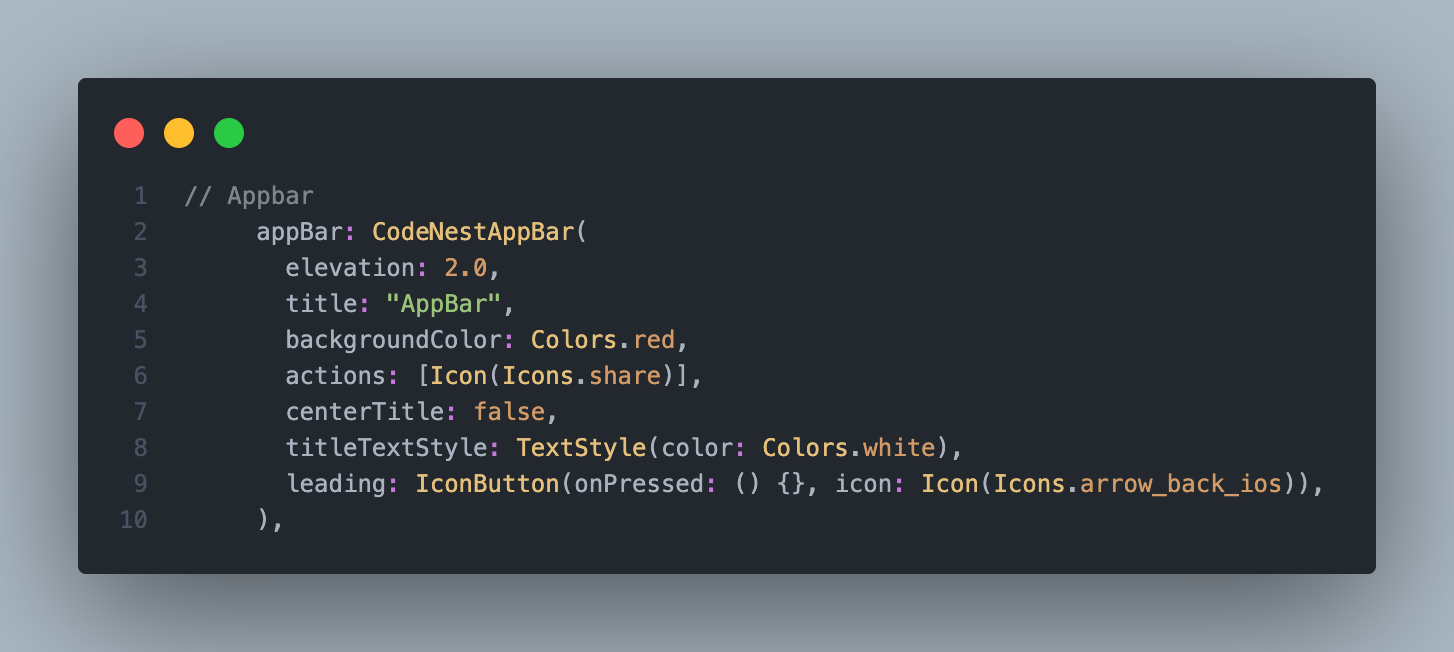 1 // Appbar
2 appBar: CodeNestAppBar(
3 elevation: 2.0,
4 title: "AppBar",
5 backgroundColor: Colors.red,
6 actions: [Icon(Icons.share)],
7 centerTitle: false,
8 titleTextStyle: TextStyle(color: Colors.white),
9 leading: IconButton(onPressed: () {}, icon: Icon(Icons.arrow_back_ios)),
10 ),